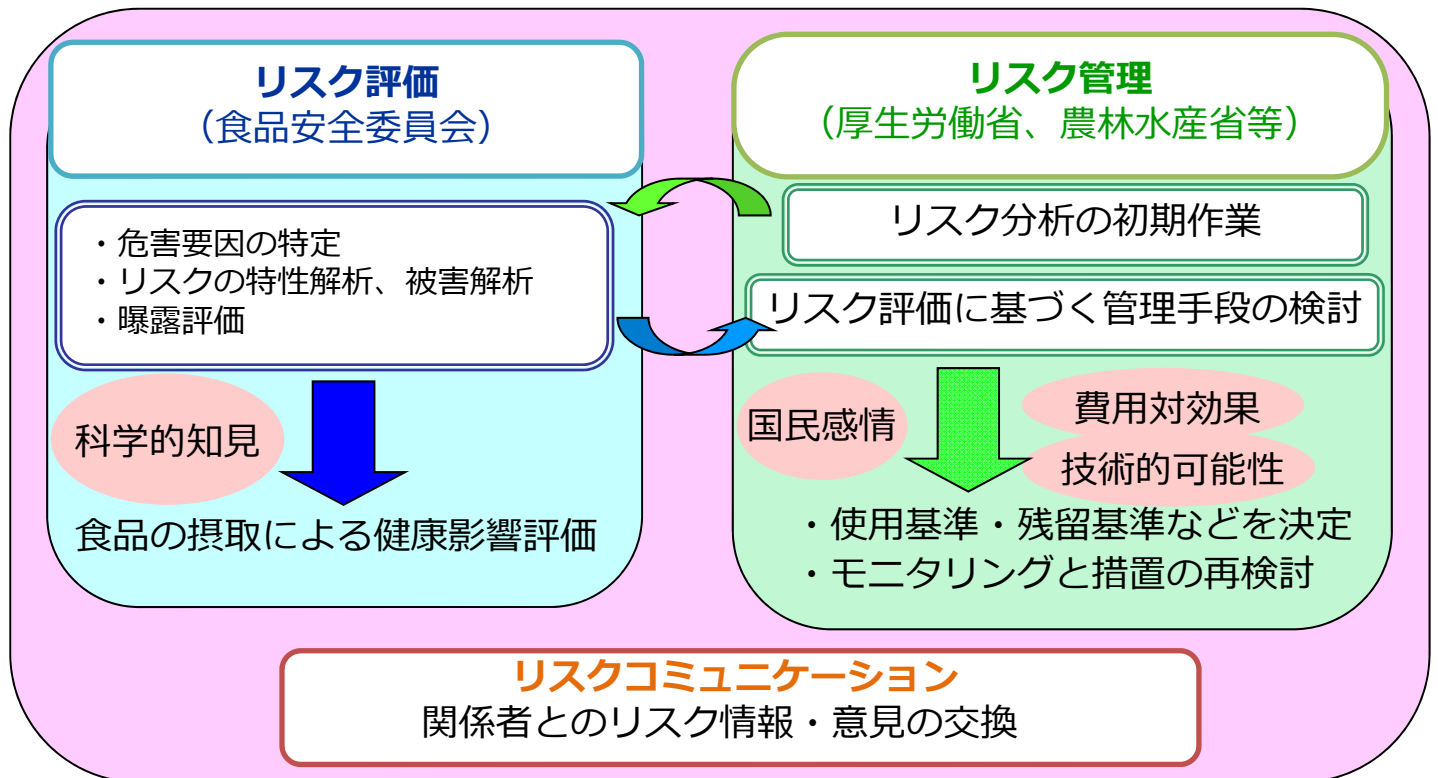 リスク評価
（食品安全委員会）
・危害要因の特定
・リスクの特性解析、被害解析
・曝露評価
科学的知見
食品の摂取による健康影響評価
リスク管理
（厚生労働省、農林水産省等）
リスク分析の初期作業
リスク評価に基づく管理手段の検討
国民感情
費用対効果
技術的可能性
・使用基準・残留基準などを決定
・モニタリングと措置の再検討
リスクコミュニケーション
関係者とのリスク情報・意見の交換